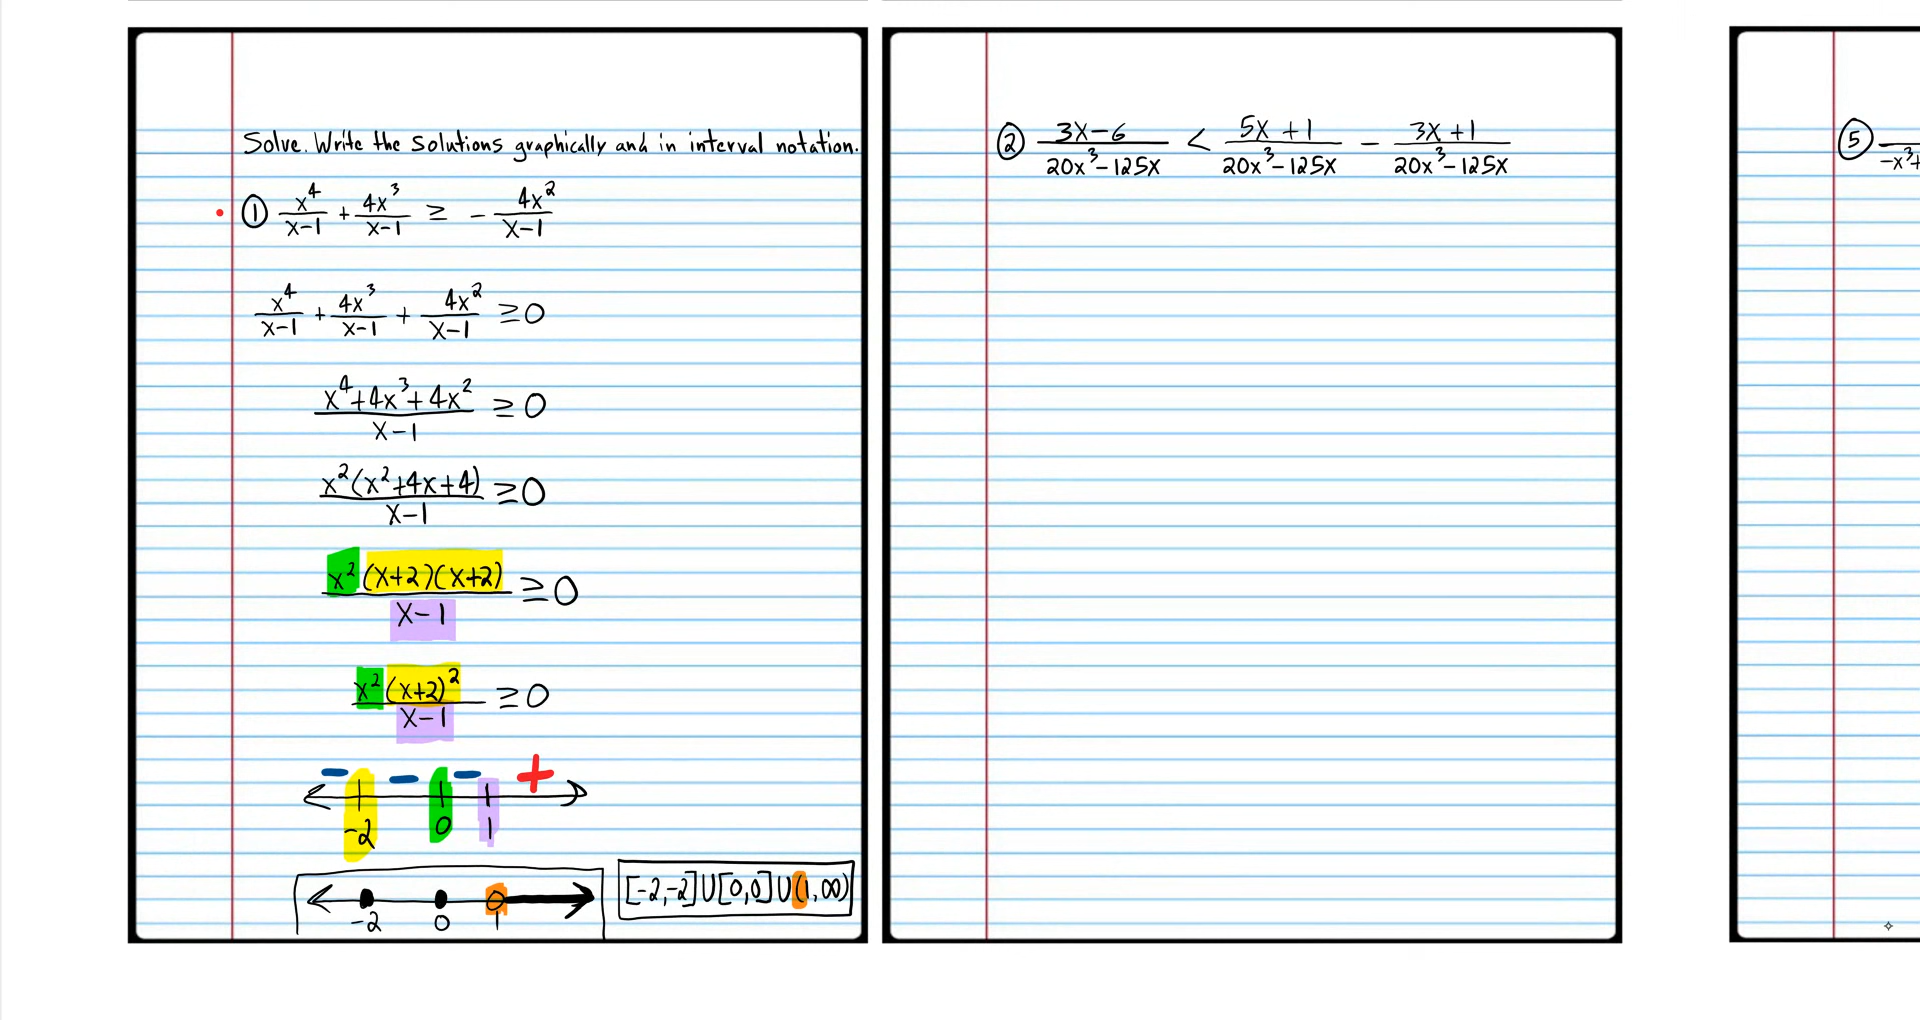 Solve. Write the solutions graphically and in interval notation.
① x⁴/(x-1) + 4x³/(x-1) ≥ - 4x²/(x-1)
x⁴/(x-1) + 4x³/(x-1) + 4x²/(x-1) ≥0
(x⁴+4x³+4x²)/(x-1) ≥0
x²(x²+4x+4)/(x-1) ≥0
x²(x+2)(x+2)/(x-1) ≥0
x²(x+2)²/(x-1) ≥0
- - - +
-2 0 1
[-2,-2]U[0,0]U(1,∞)
-2 0 1
② (3x-6)/(20x³-125x) < (5x+1)/(20x³-125x) - (3x+1)/(20x³-125x)
⑤
-x³+